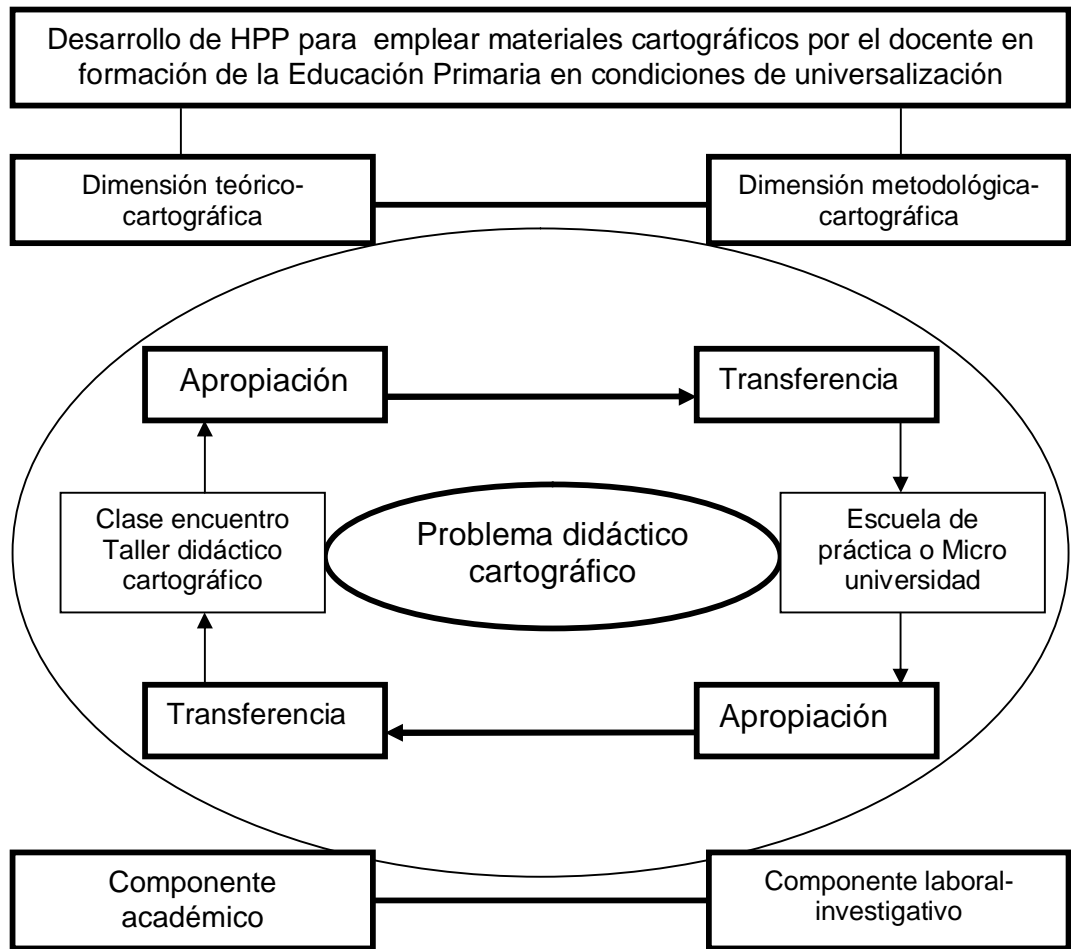 Desarrollo de HPP para emplear materiales cartográficos por el docente en
formación de la Educación Primaria en condiciones de universalización
Dimensión teórico-
cartográfica
Dimensión metodológica-
cartográfica
Apropiación
Transferencia
Clase encuentro
Taller didáctico
cartográfico
Problema didáctico
cartográfico
Escuela de
práctica o Micro
universidad
Transferencia
Apropiación
Componente
académico
Componente laboral-
investigativo